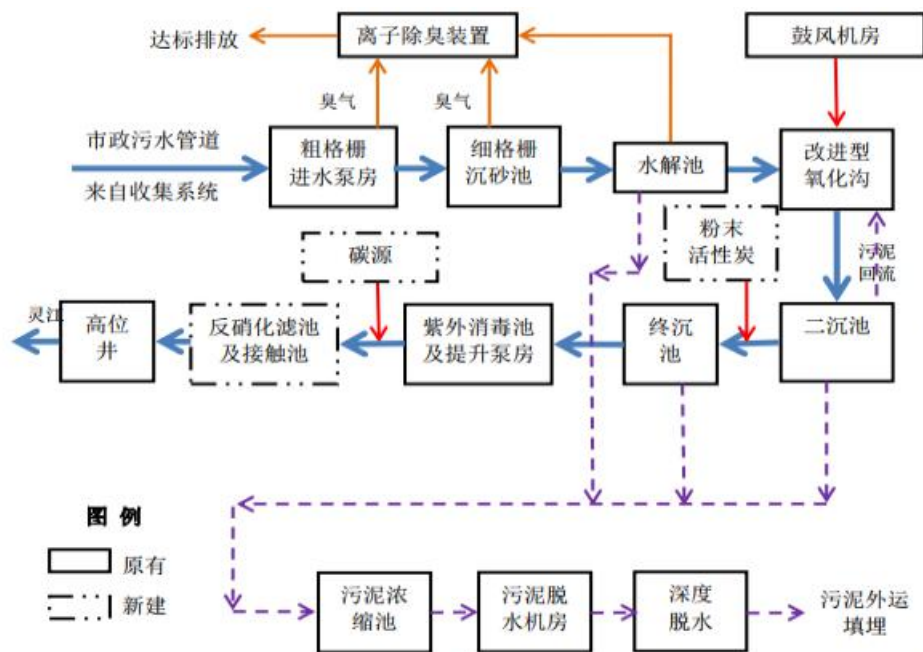 达标排放
离子除臭装置
鼓风机房
臭气
臭气
市政污水管道
来自收集系统
粗格栅
进水泵房
细格栅
沉砂池
水解池
改进型
氧化沟
碳源
粉末
活性炭
污泥
回流
灵江
高位
井
反硝化滤池
及接触池
紫外消毒池
及提升泵房
终沉
池
二沉池
图 例
原有
新建
污泥浓
缩池
污泥脱
水机房
深度
脱水
污泥外运
填埋